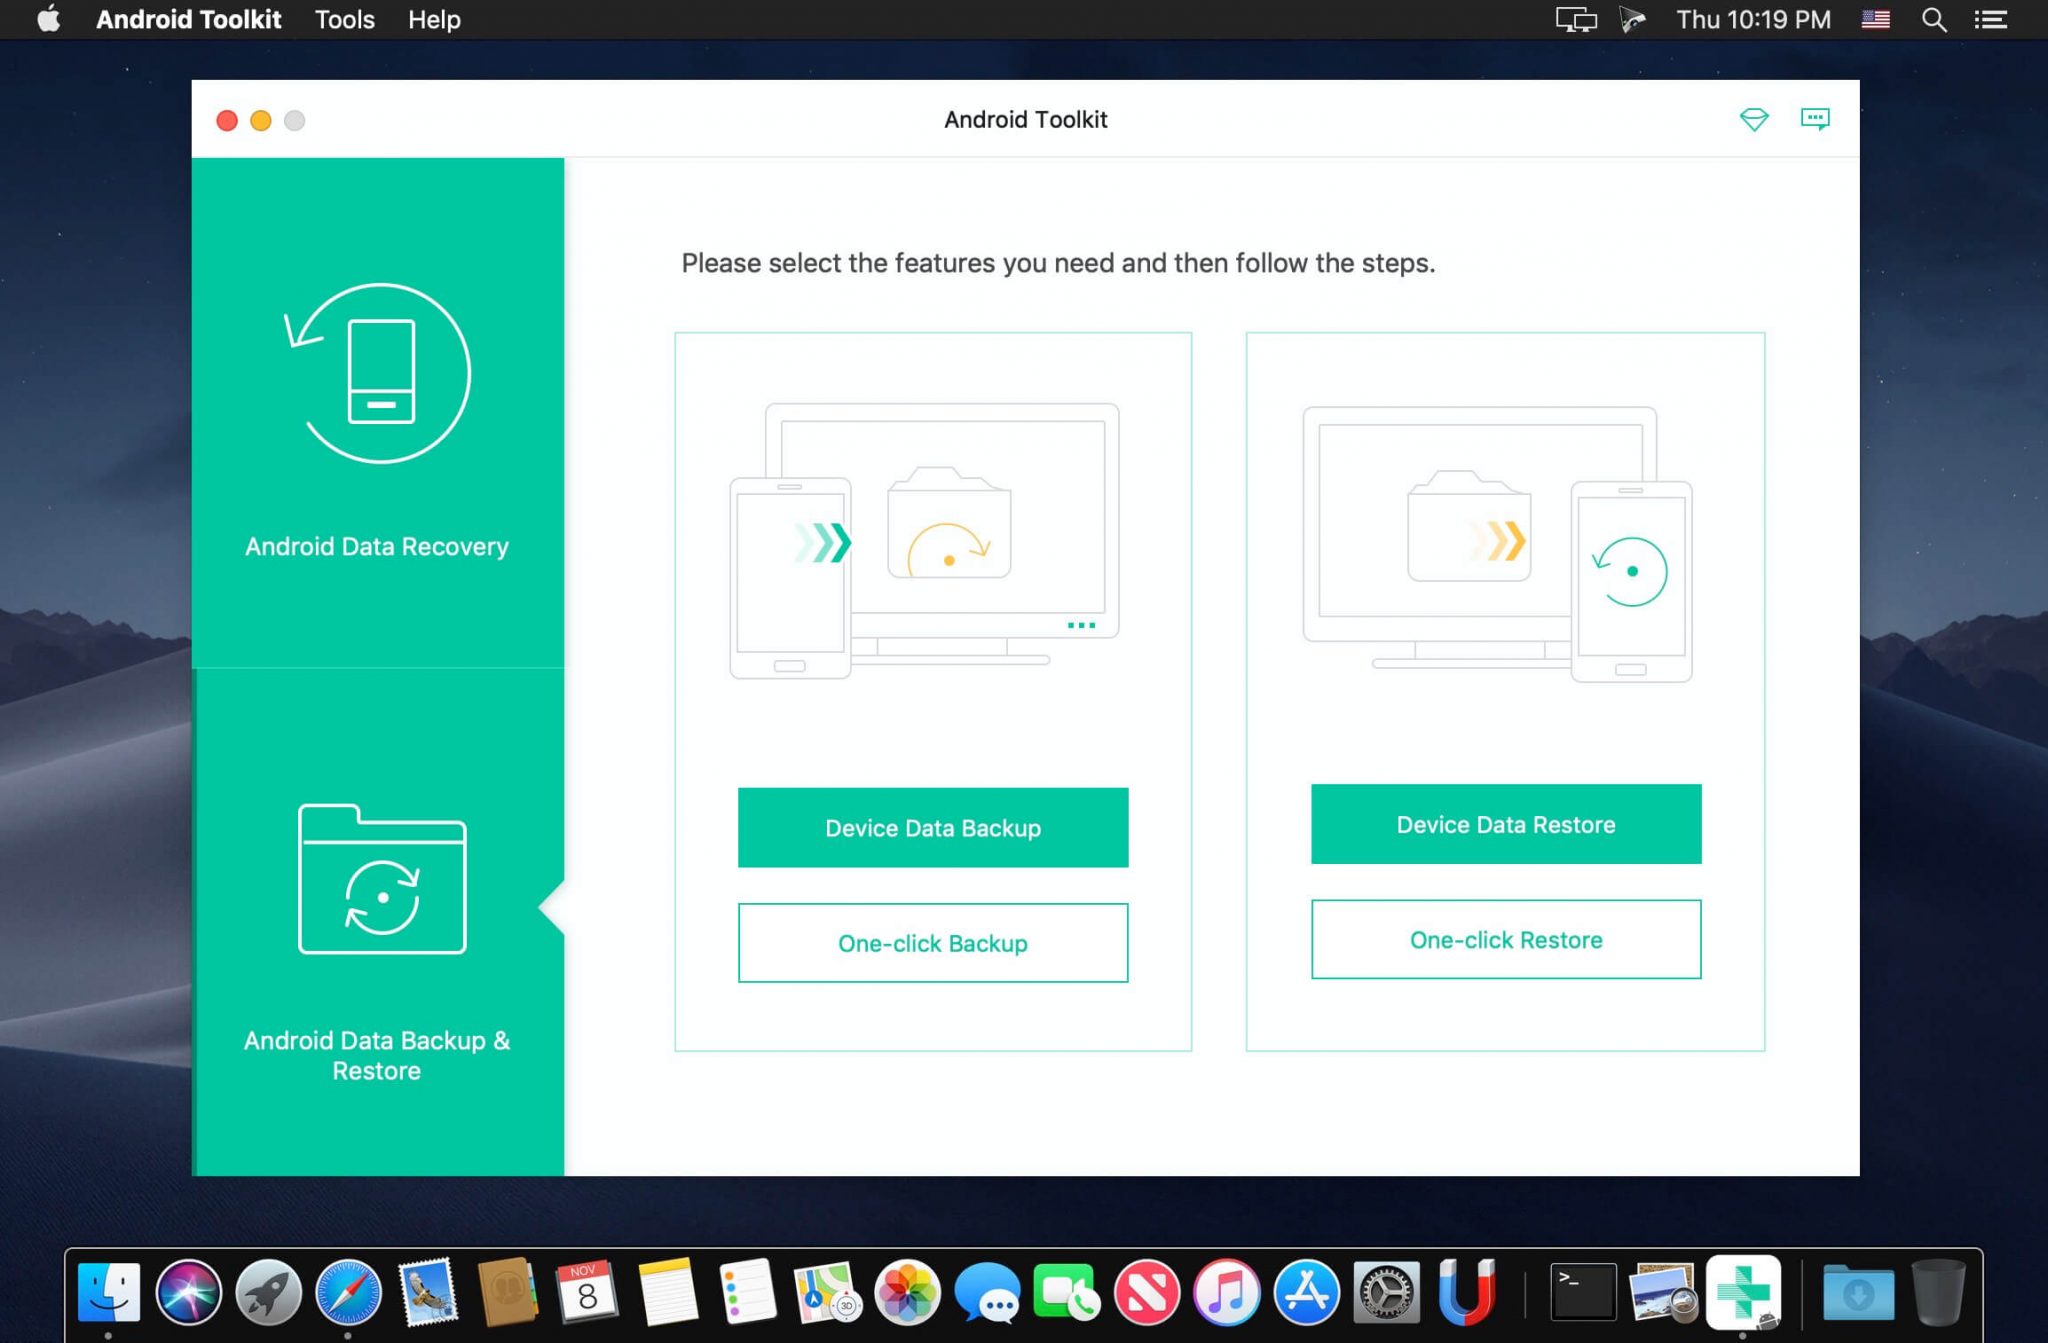 Android Toolkit Tools Help Thu 10:19 PM
Android Toolkit
Android Data Recovery
Android Data Backup &
Restore
Please select the features you need and then follow the steps.
Device Data Backup
One-click Backup
Device Data Restore
One-click Restore
NOV
8
3D
>_